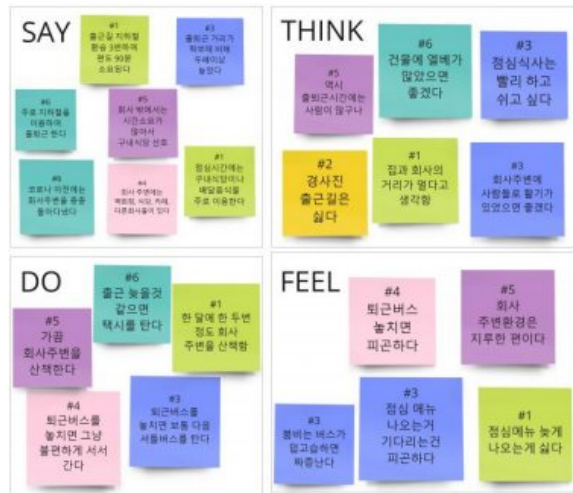 SAY
#1
출근길 지하철
환승 3번하며
편도 90분
소요된다
#3
출퇴근 거리가
학보에 비해
두배이상
늘었다
#6
주로 지하철을
이용하여
출퇴근 한다
#5
회사 밖에서는
시간소요가
많아서
구내식당 선호
#1
점심시간에는
구내식당이나
배달음식을
주로 이용한다
#8
코로나 이전에는
회사주변을 종종
돌아다녔다
#4
회사 주변에는
백화점, 식당, 카페,
다른회사들이 있다
THINK
#5
역시
출퇴근시간에는
사람이 많구나
#6
건물에 엘베가
많았으면
좋겠다
#3
점심식사는
빨리 하고
쉬고 싶다
#2
경사진
출근길은
싫다
#1
집과 회사의
거리가 멀다고
생각함
#3
회사주변에
사람들로 활기가
있었으면 좋겠다
DO
#6
출근 늦을것
같으면
택시를 탄다
#1
한 달에 한 두번
정도 회사
주변을 산책함
#5
가끔
회사주변을
산책한다
#4
퇴근버스를
놓치면 그냥
불편하게 서서
간다
#3
퇴근버스를
놓치면 보통 다음
셔틀버스를 탄다
FEEL
#4
퇴근버스
놓치면
피곤하다
#5
회사
주변환경은
지루한 편이다
#3
붐비는 버스가
덥고습하면
짜증난다
#3
점심 메뉴
나오는거
기다리는건
피곤하다
#1
점심메뉴 늦게
나오는게 싫다